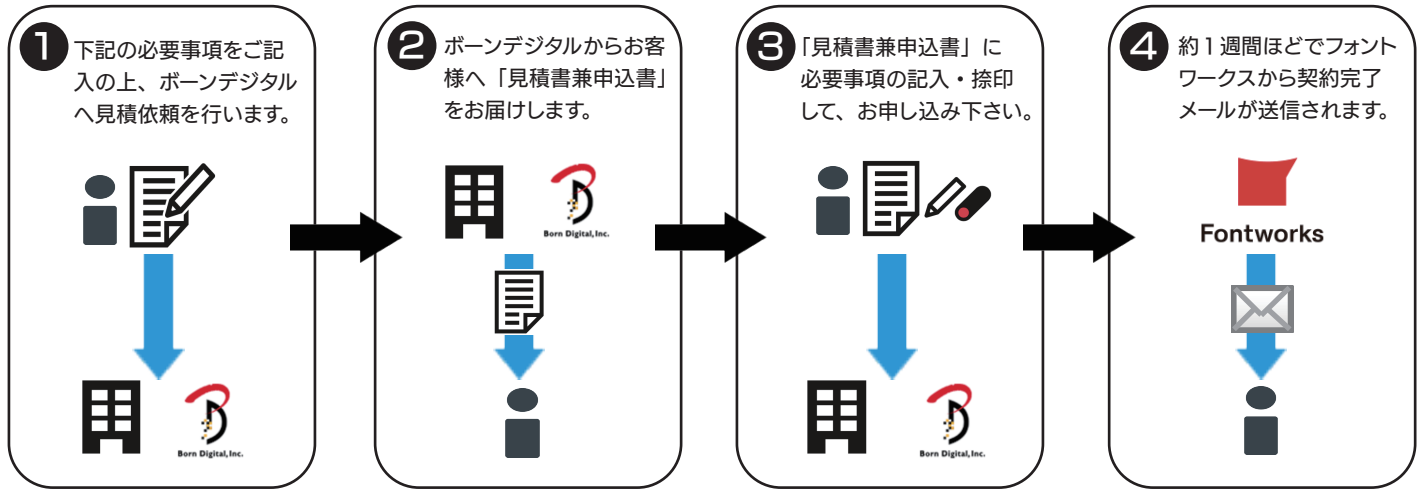 1
下記の必要事項をご記
入の上、ボーンデジタル
へ見積依頼を行います。
Born Digital, Inc.
2
ボーンデジタルからお客
様へ「見積書兼申込書」
をお届けします。
Born Digital, Inc.
3
「見積書兼申込書」に
必要事項の記入・捺印
して、お申し込み下さい。
Born Digital, Inc.
4
約1週間ほどでフォント
ワークスから契約完了
メールが送信されます。
Fontworks